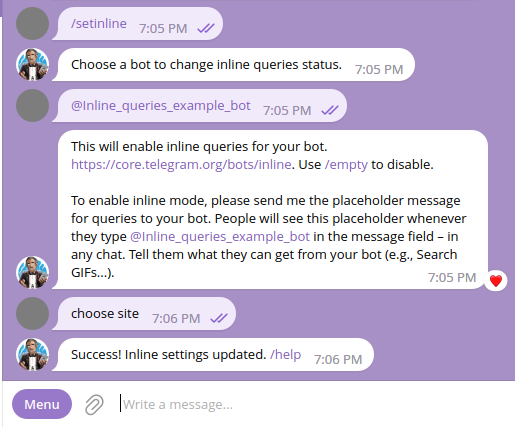 /setinline 7:05 PM
Choose a bot to change inline queries status. 7:05 PM
@Inline_queries_example_bot 7:05 PM
This will enable inline queries for your bot.
https://core.telegram.org/bots/inline. Use /empty to disable.
To enable inline mode, please send me the placeholder message
for queries to your bot. People will see this placeholder whenever
they type @Inline_queries_example_bot in the message field – in
any chat. Tell them what they can get from your bot (e.g., Search
GIFs...).
7:05 PM
choose site 7:06 PM
Success! Inline settings updated. /help 7:06 PM
Menu Write a message...